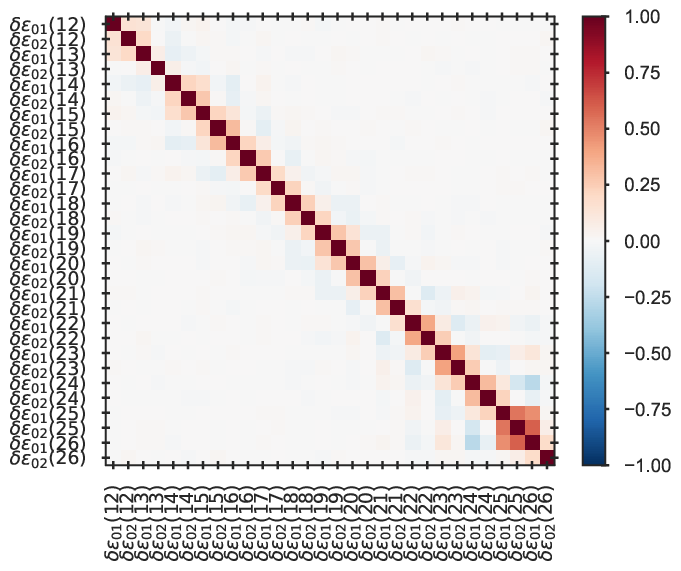 δε₀₁(12)
δε₀₂(12)
δε₀₁(13)
δε₀₂(13)
δε₀₁(14)
δε₀₂(14)
δε₀₁(15)
δε₀₂(15)
δε₀₁(16)
δε₀₂(16)
δε₀₁(17)
δε₀₂(17)
δε₀₁(18)
δε₀₂(18)
δε₀₁(19)
δε₀₂(19)
δε₀₁(20)
δε₀₂(20)
δε₀₁(21)
δε₀₂(21)
δε₀₁(22)
δε₀₂(22)
δε₀₁(23)
δε₀₂(23)
δε₀₁(24)
δε₀₂(24)
δε₀₁(25)
δε₀₂(25)
δε₀₁(26)
δε₀₂(26)
δε₀₁(12)
δε₀₂(12)
δε₀₁(13)
δε₀₂(13)
δε₀₁(14)
δε₀₂(14)
δε₀₁(15)
δε₀₂(15)
δε₀₁(16)
δε₀₂(16)
δε₀₁(17)
δε₀₂(17)
δε₀₁(18)
δε₀₂(18)
δε₀₁(19)
δε₀₂(19)
δε₀₁(20)
δε₀₂(20)
δε₀₁(21)
δε₀₂(21)
δε₀₁(22)
δε₀₂(22)
δε₀₁(23)
δε₀₂(23)
δε₀₁(24)
δε₀₂(24)
δε₀₁(25)
δε₀₂(25)
δε₀₁(26)
δε₀₂(26)
1.00
0.75
0.50
0.25
0.00
−0.25
−0.50
−0.75
−1.00